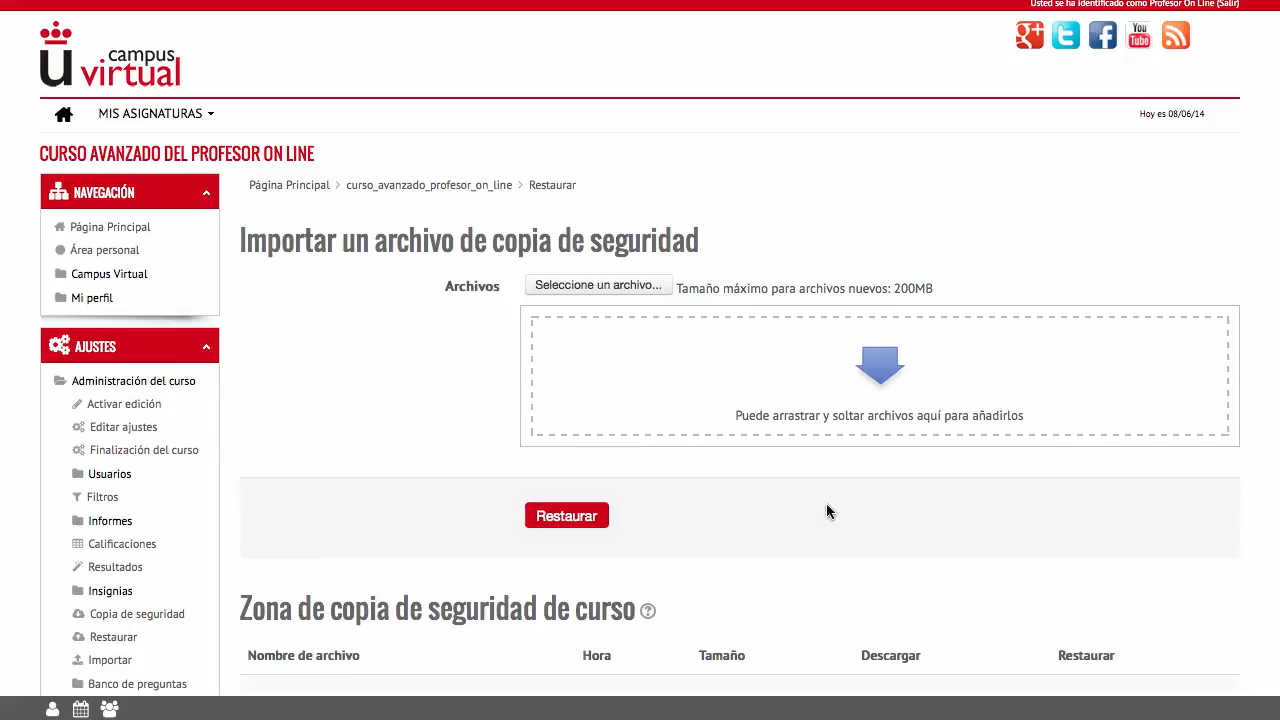 Usted se ha identificado como Profesor On Line (Salir)
campus
virtual
You
Tube
MIS ASIGNATURAS
Hoy es 08/06/14
CURSO AVANZADO DEL PROFESOR ON LINE
NAVEGACIÓN
Página Principal
Área personal
Campus Virtual
Mi perfil
AJUSTES
Administración del curso
Activar edición
Editar ajustes
Finalización del curso
Usuarios
Filtros
Informes
Calificaciones
Resultados
Insignias
Copia de seguridad
Restaurar
Importar
Banco de preguntas
Página Principal > curso_avanzado_profesor_on_line > Restaurar
Importar un archivo de copia de seguridad
Archivos Seleccione un archivo... Tamaño máximo para archivos nuevos: 200MB
Puede arrastrar y soltar archivos aquí para añadirlos
Restaurar
Zona de copia de seguridad de curso
Nombre de archivo Hora Tamaño Descargar Restaurar